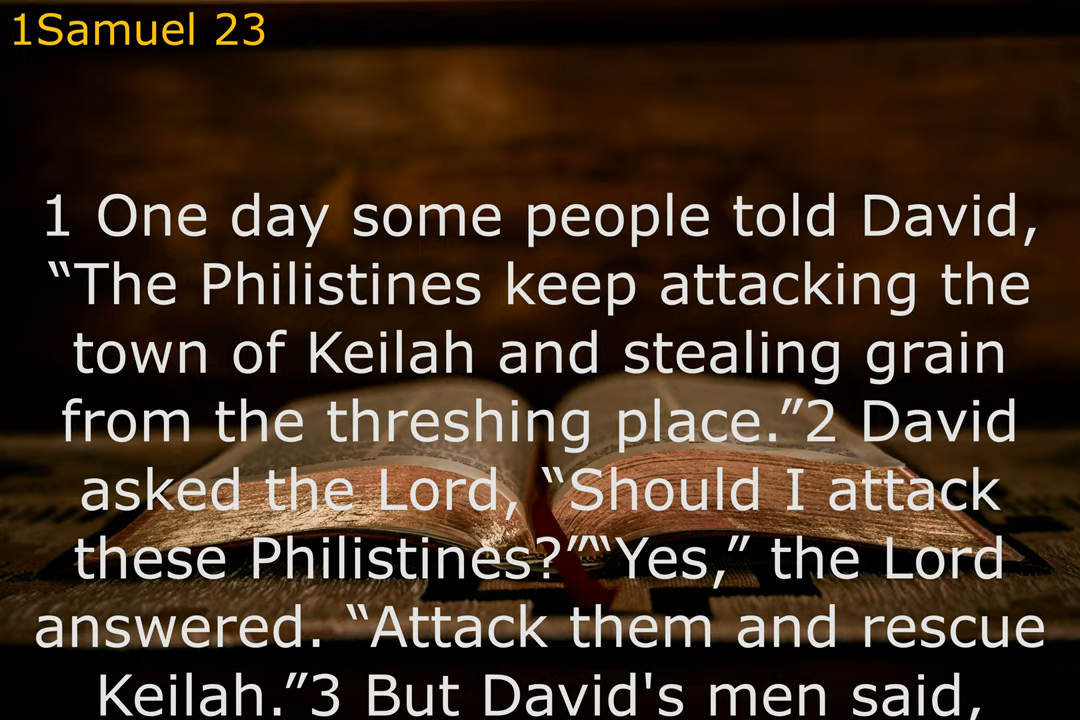 1Samuel 23
1 One day some people told David,
“The Philistines keep attacking the
town of Keilah and stealing grain
from the threshing place.”2 David
asked the Lord, “Should I attack
these Philistines?”“Yes,” the Lord
answered. “Attack them and rescue
Keilah.”3 But David's men said,